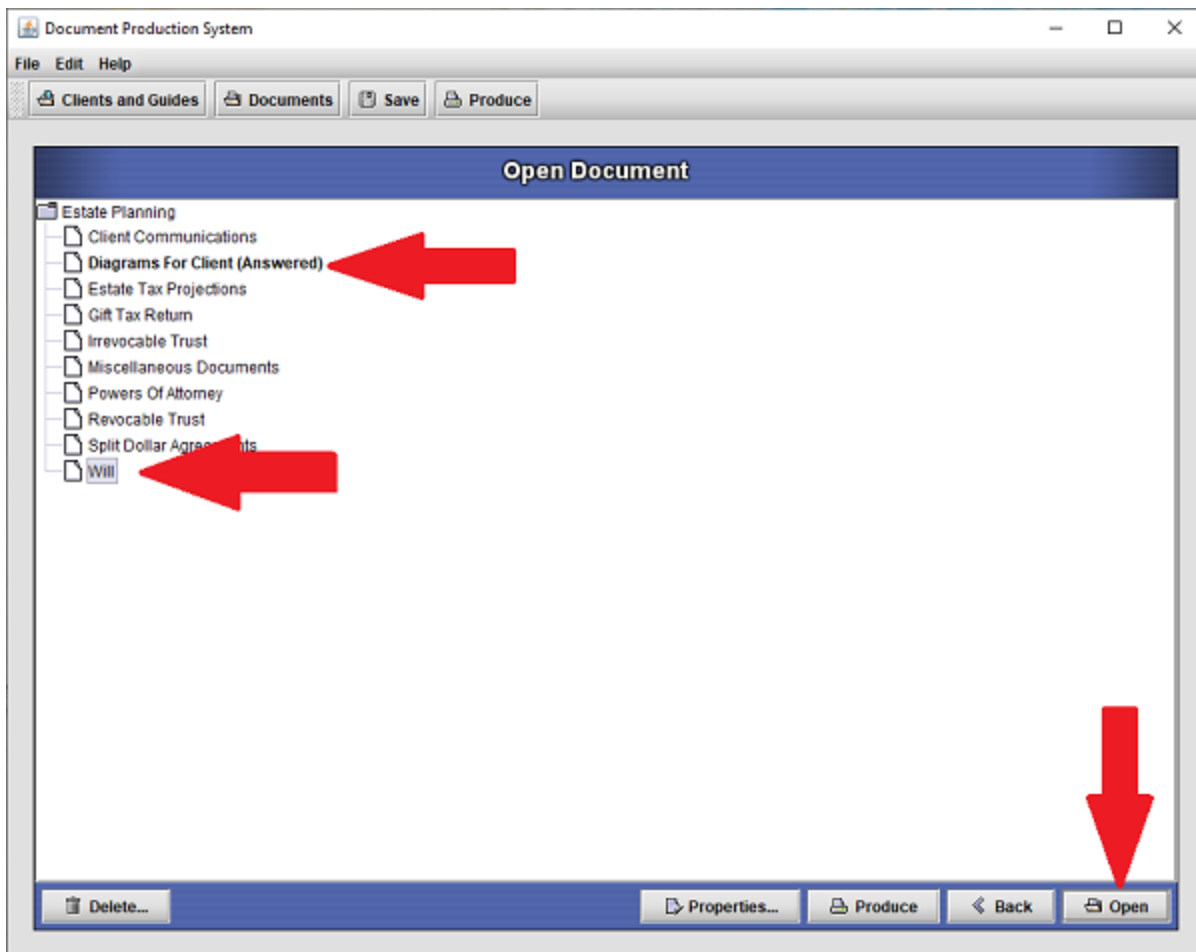 Document Production System
File Edit Help
Clients and Guides Documents Save Produce
Open Document
Estate Planning
Client Communications
Diagrams For Client (Answered)
Estate Tax Projections
Gift Tax Return
Irrevocable Trust
Miscellaneous Documents
Powers Of Attorney
Revocable Trust
Split Dollar
Will
Delete... Properties... Produce Back Open